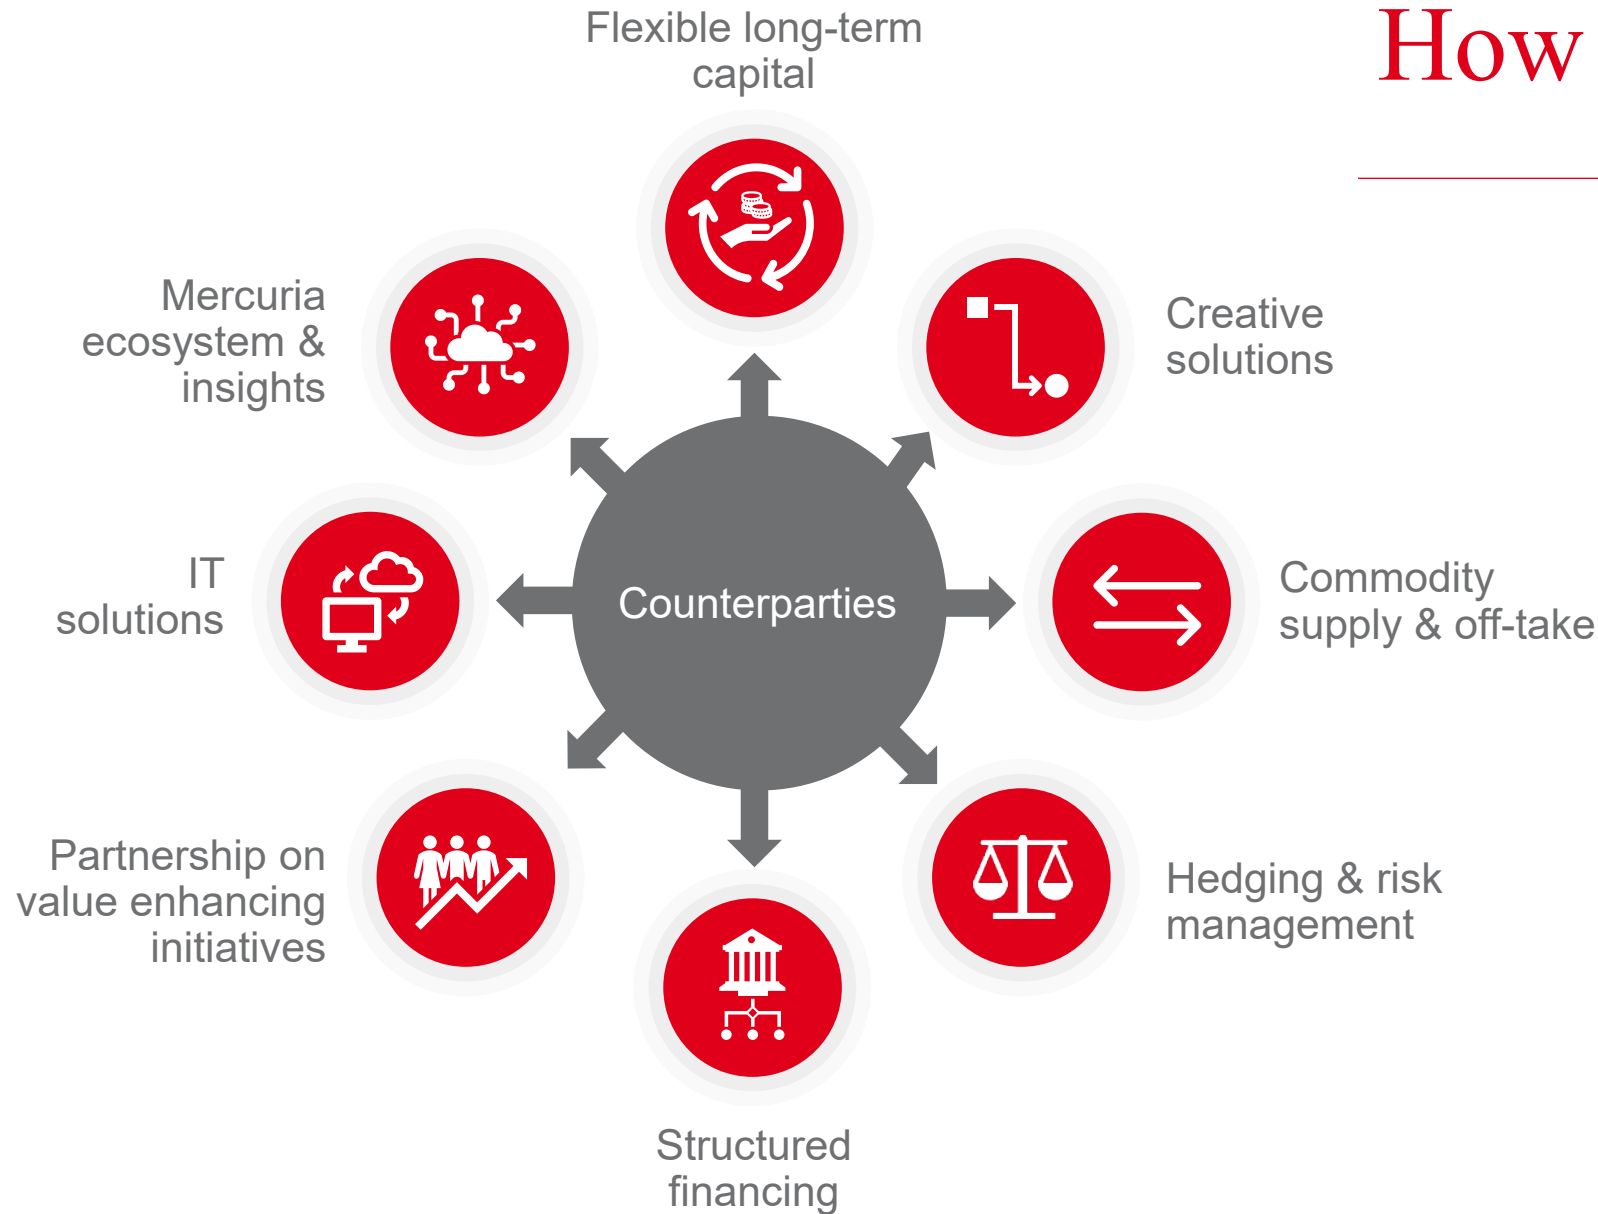 How
Flexible long-term
capital
Creative
solutions
Commodity
supply & off-take
Hedging & risk
management
Structured
financing
Partnership on
value enhancing
initiatives
IT
solutions
Mercuria
ecosystem &
insights
Counterparties